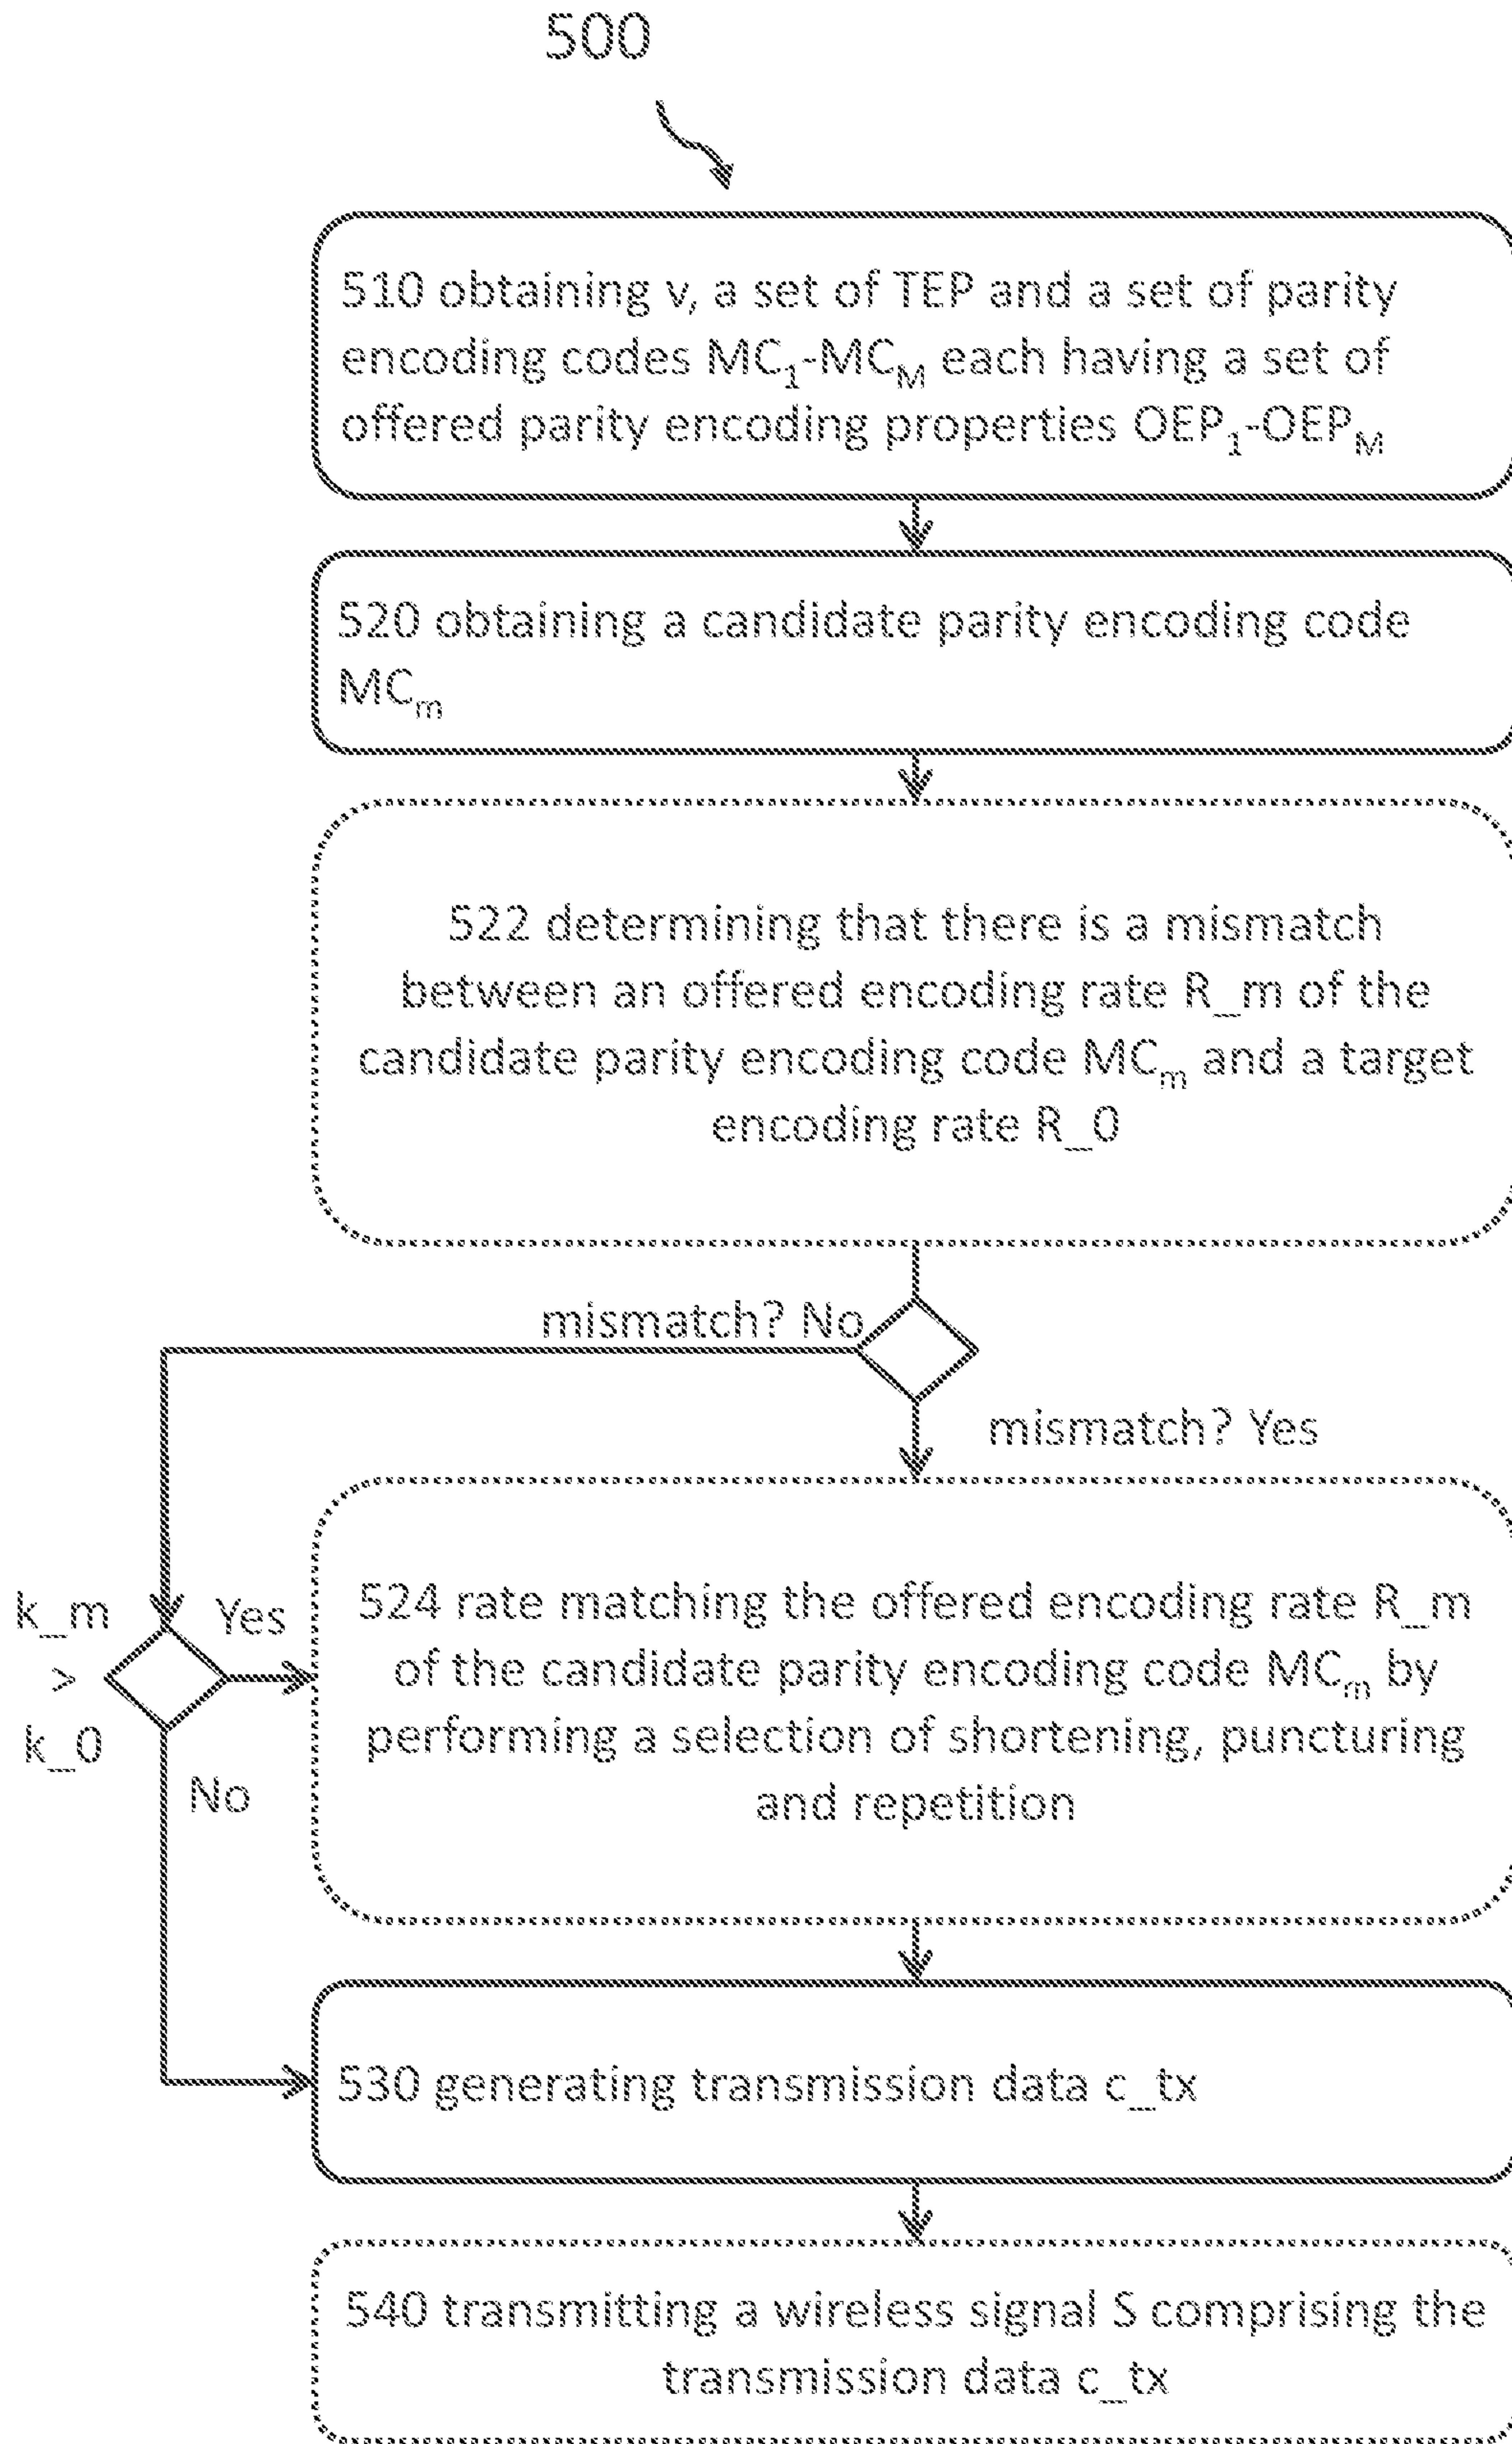 500
510 obtaining v, a set of TEP and a set of parity
encoding codes MC₁-MC_M each having a set of
offered parity encoding properties OEP₁-OEP_M
520 obtaining a candidate parity encoding code
MCₘ
522 determining that there is a mismatch
between an offered encoding rate R_m of the
candidate parity encoding code MCₘ and a target
encoding rate R_0
mismatch? No
mismatch? Yes
k_m
>
k_0
Yes
No
524 rate matching the offered encoding rate R_m
of the candidate parity encoding code MCₘ by
performing a selection of shortening, puncturing
and repetition
530 generating transmission data c_tx
540 transmitting a wireless signal S comprising the
transmission data c_tx